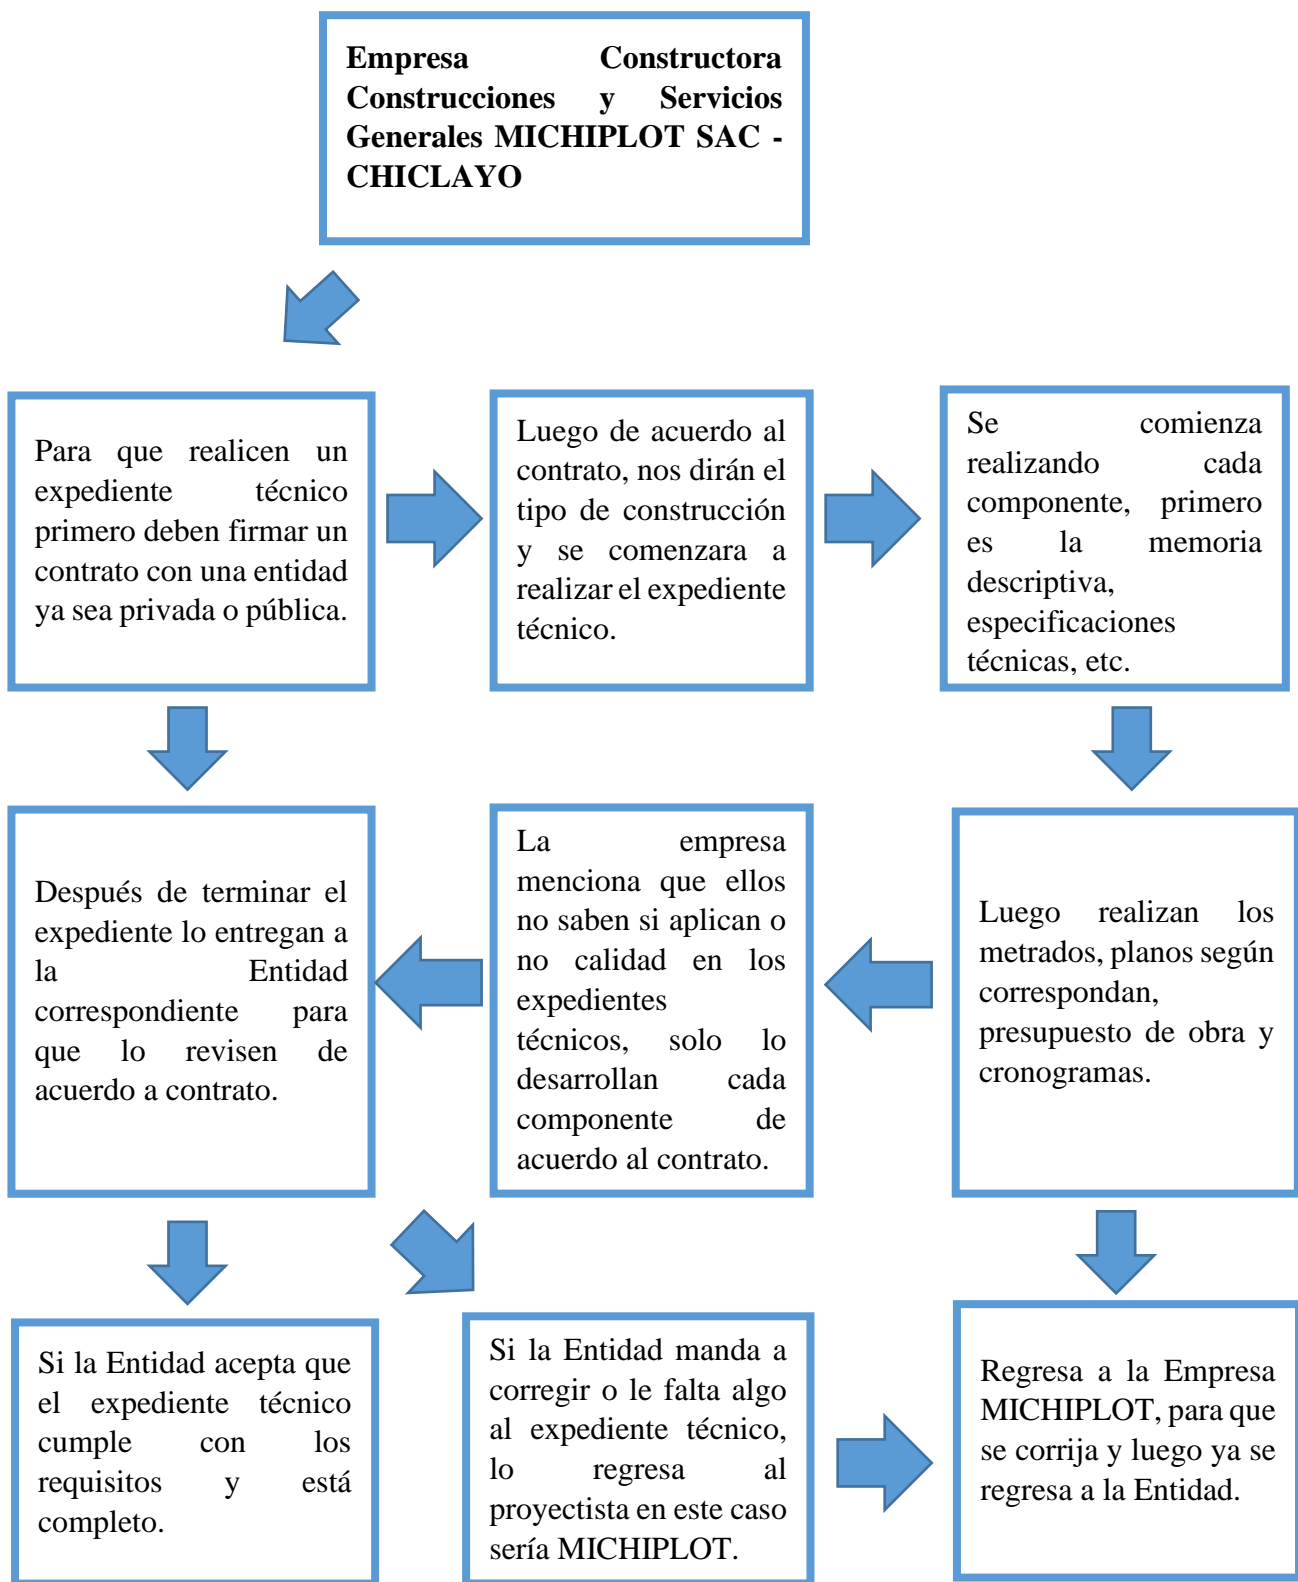 Empresa Constructora
Construcciones y Servicios
Generales MICHIPLOT SAC -
CHICLAYO
Para que realicen un
expediente técnico
primero deben firmar un
contrato con una entidad
ya sea privada o pública.
Luego de acuerdo al
contrato, nos dirán el
tipo de construcción
y se comenzara a
realizar el expediente
técnico.
Se comienza
realizando cada
componente, primero
es la memoria
descriptiva,
especificaciones
técnicas, etc.
Después de terminar el
expediente lo entregan a
la Entidad
correspondiente para
que lo revisen de
acuerdo a contrato.
La empresa
menciona que ellos
no saben si aplican o
no calidad en los
expedientes
técnicos, solo lo
desarrollan cada
componente de
acuerdo al contrato.
Luego realizan los
metrados, planos según
correspondan,
presupuesto de obra y
cronogramas.
Si la Entidad acepta que
el expediente técnico
cumple con los
requisitos y está
completo.
Si la Entidad manda a
corregir o le falta algo
al expediente técnico,
lo regresa al
proyectista en este caso
sería MICHIPLOT.
Regresa a la Empresa
MICHIPLOT, para que
se corrija y luego ya se
regresa a la Entidad.